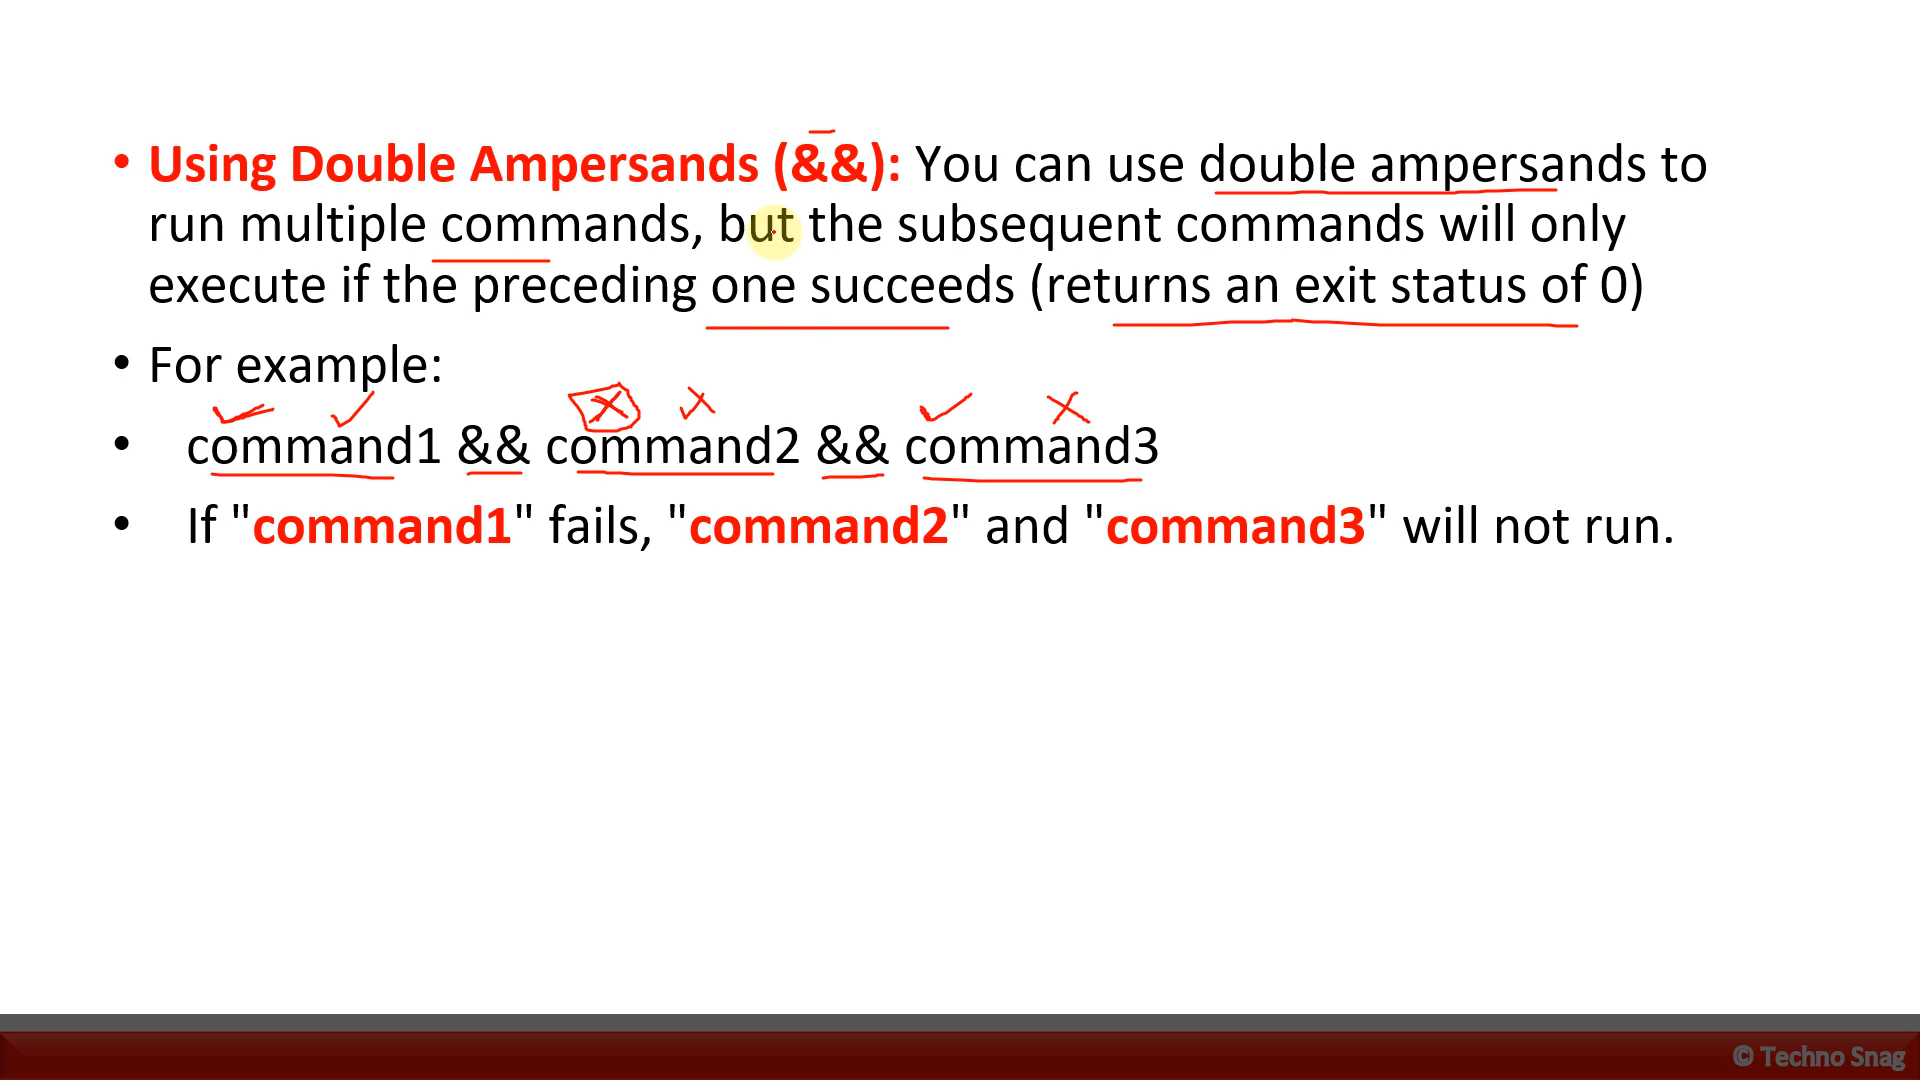 • Using Double Ampersands (&&): You can use double ampersands to
run multiple commands, but the subsequent commands will only
execute if the preceding one succeeds (returns an exit status of 0)
• For example:
• command1 && command2 && command3
• If "command1" fails, "command2" and "command3" will not run.
© Techno Snag